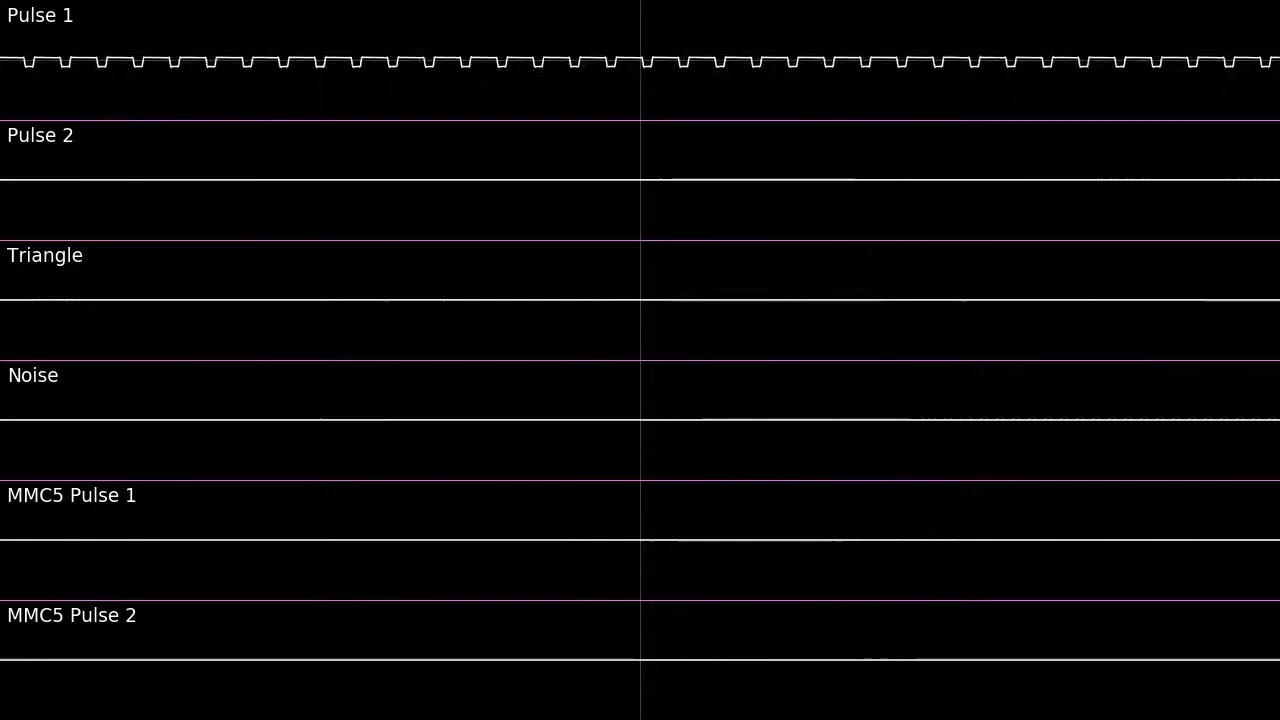 Pulse 1
Pulse 2
Triangle
Noise
MMC5 Pulse 1
MMC5 Pulse 2